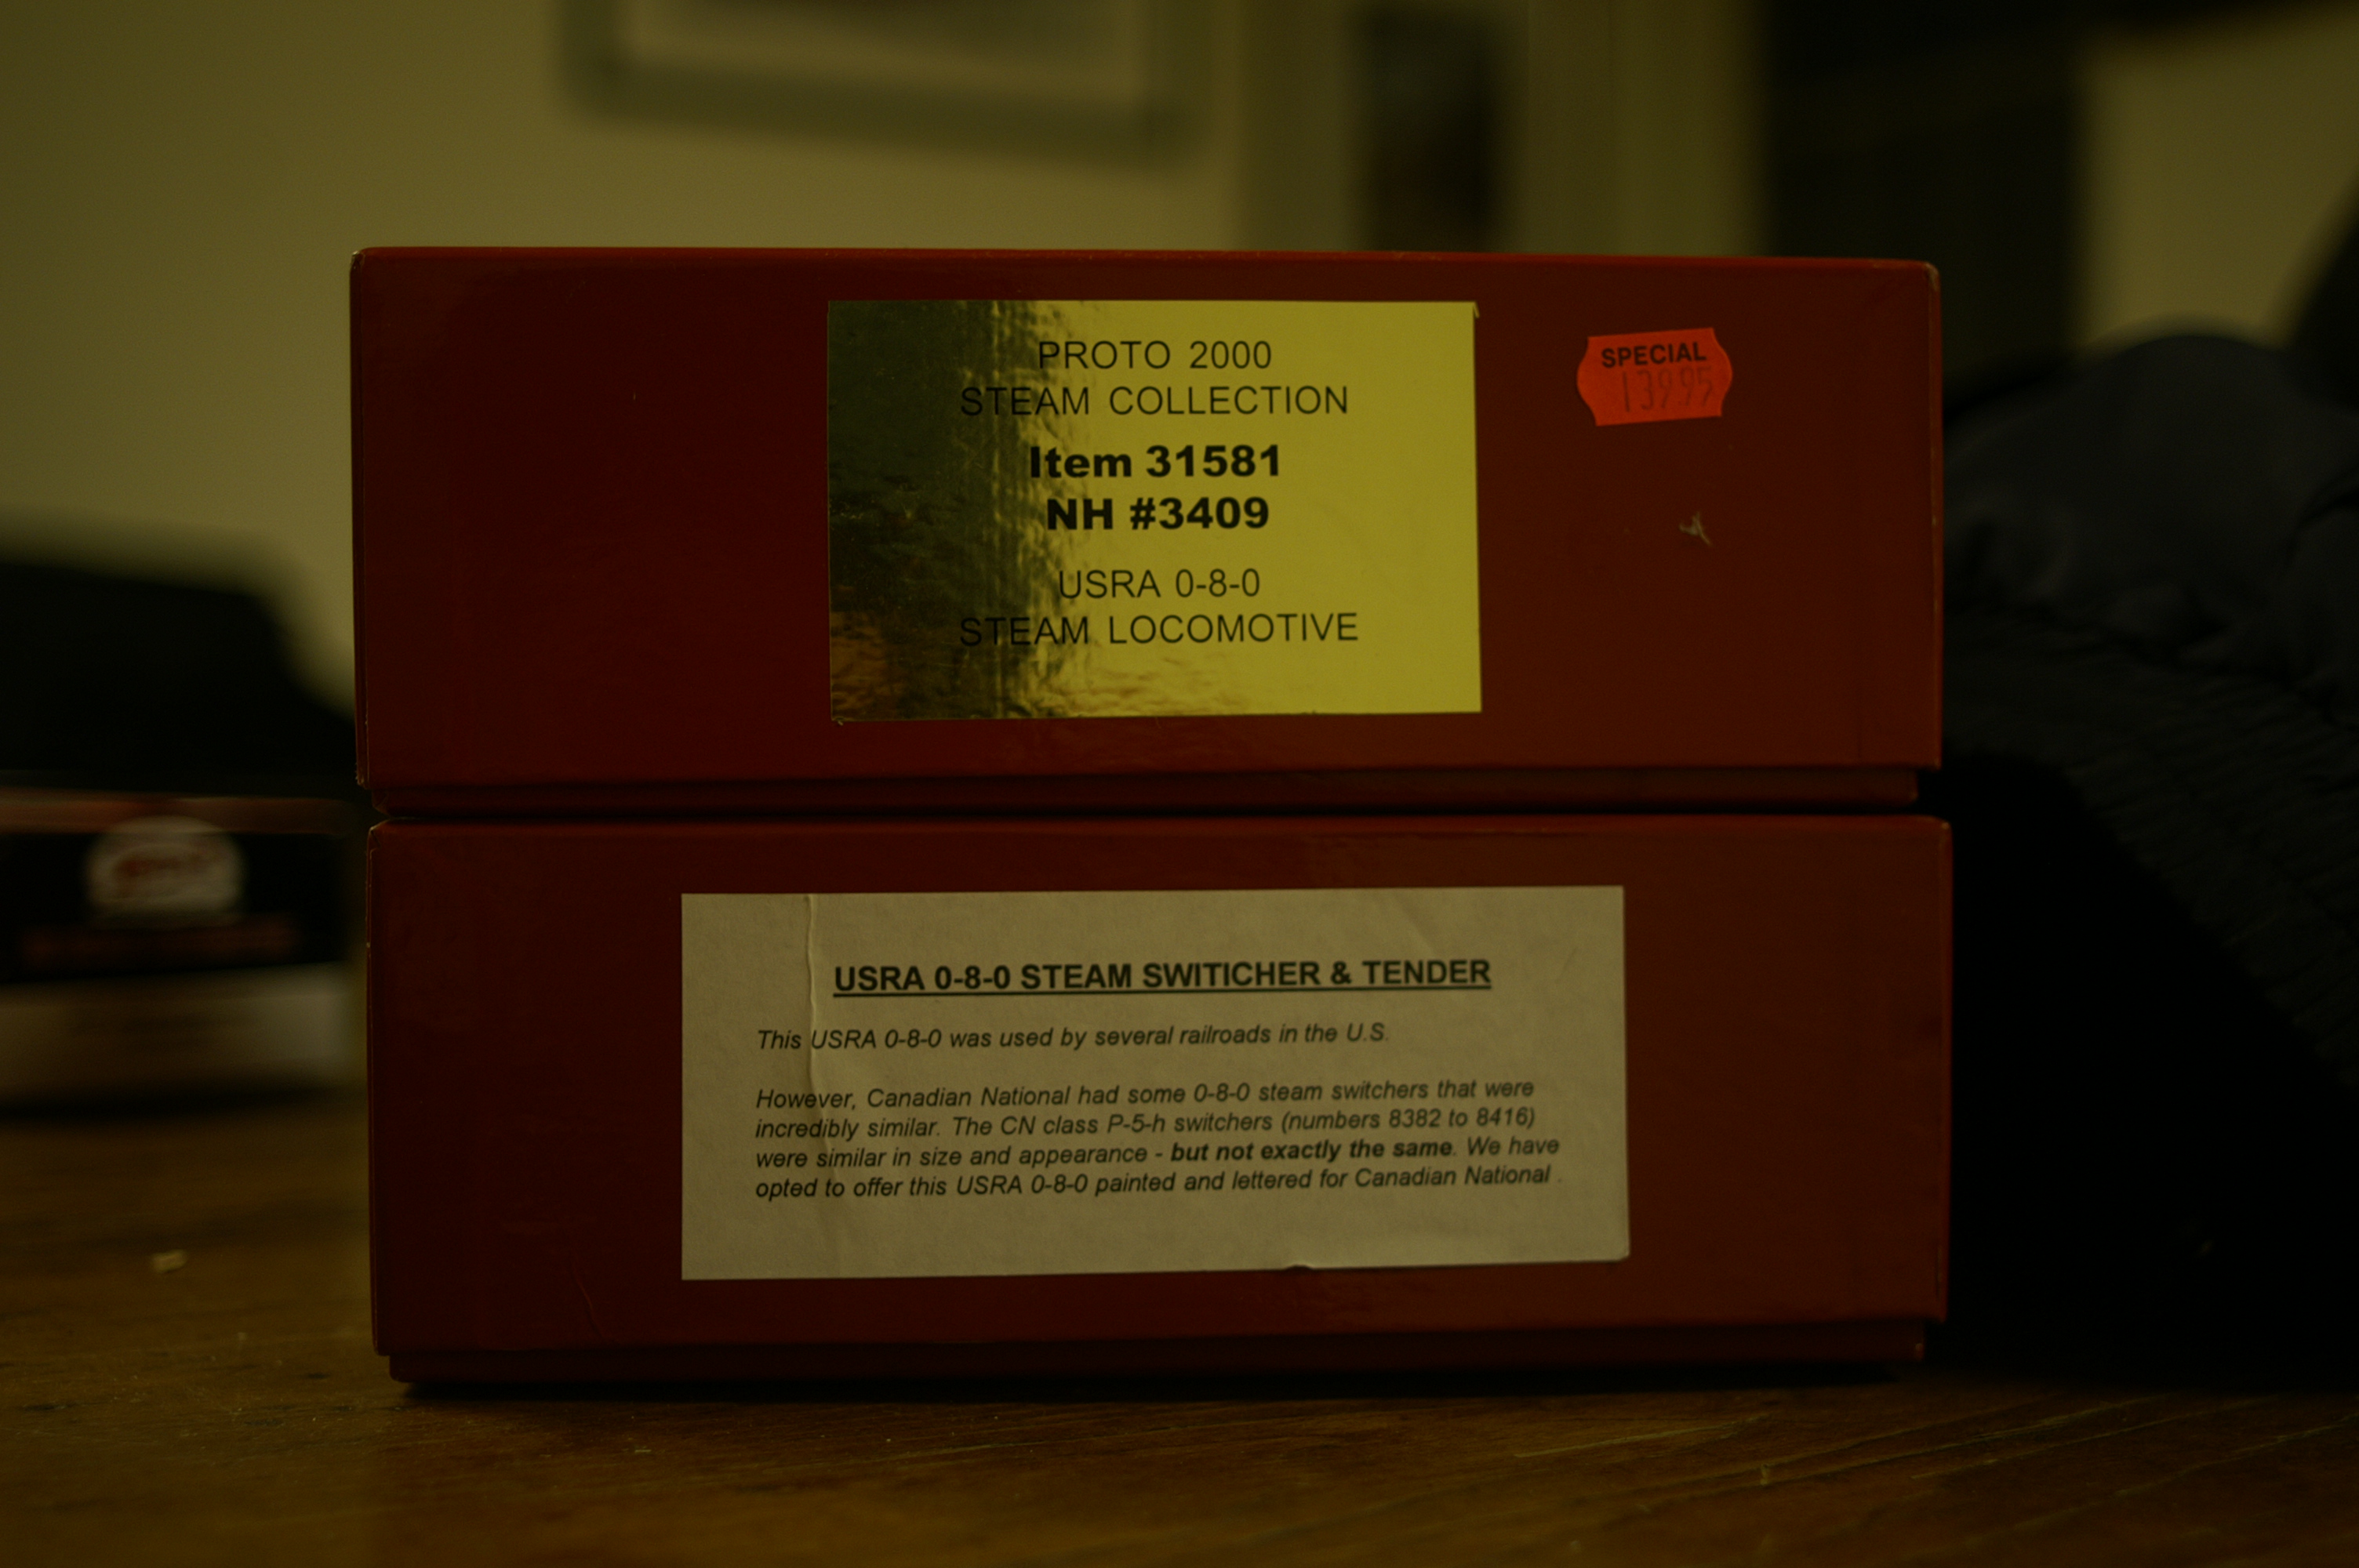 PROTO 2000
STEAM COLLECTION
Item 31581
NH #3409
USRA 0-8-0
STEAM LOCOMOTIVE
SPECIAL
139.95
USRA 0-8-0 STEAM SWITICHER & TENDER
This USRA 0-8-0 was used by several railroads in the U.S.
However, Canadian National had some 0-8-0 steam switchers that were
incredibly similar. The CN class P-5-h switchers (numbers 8382 to 8416)
were similar in size and appearance - but not exactly the same. We have
opted to offer this USRA 0-8-0 painted and lettered for Canadian National .